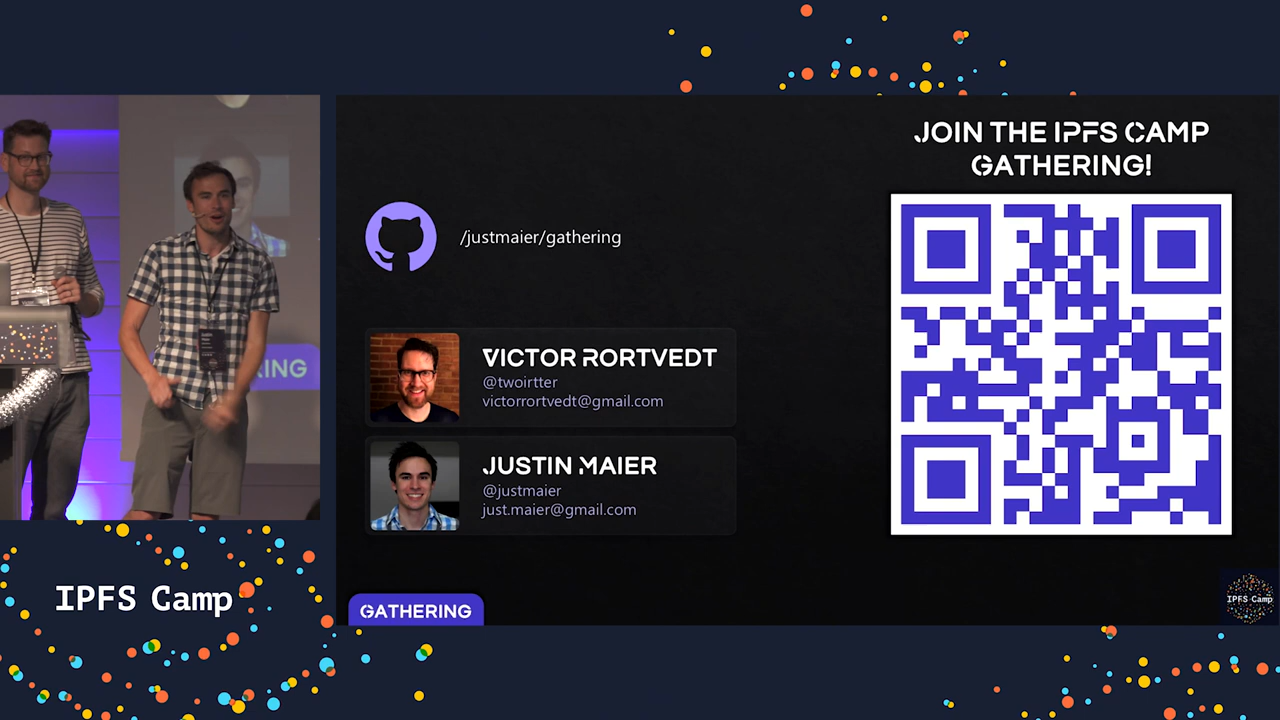 JOIN THE IPFS CAMP
GATHERING!
/justmaier/gathering
VICTOR RORTVEDT
@twoirtter
victorrortvedt@gmail.com
JUSTIN MAIER
@justmaier
just.maier@gmail.com
RING
IPFS Camp
GATHERING
IPFS Camp